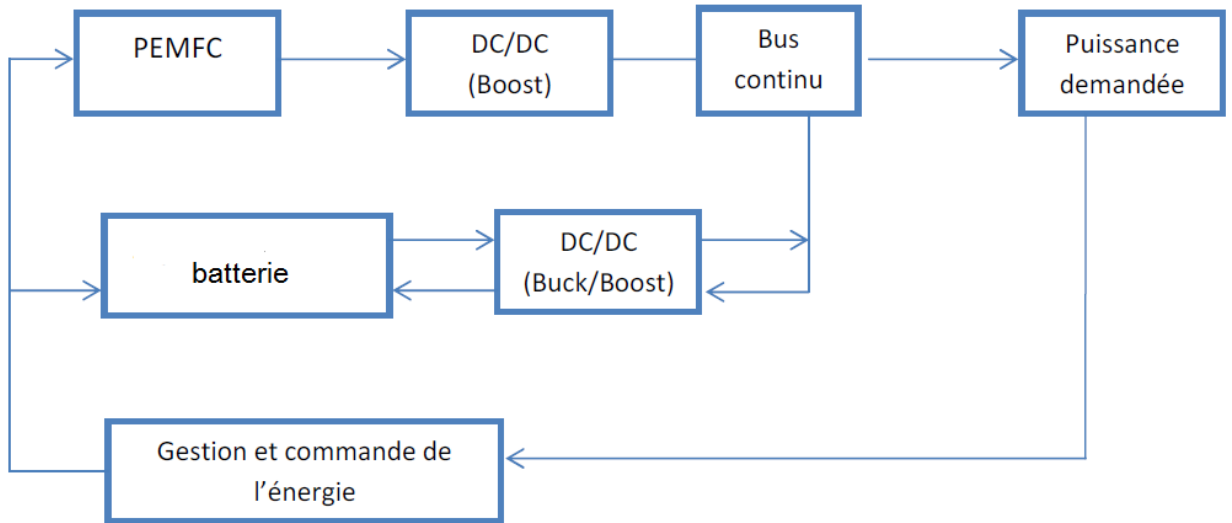 PEMFC
DC/DC
(Boost)
Bus
continu
Puissance
demandée
batterie
DC/DC
(Buck/Boost)
Gestion et commande de
l’énergie